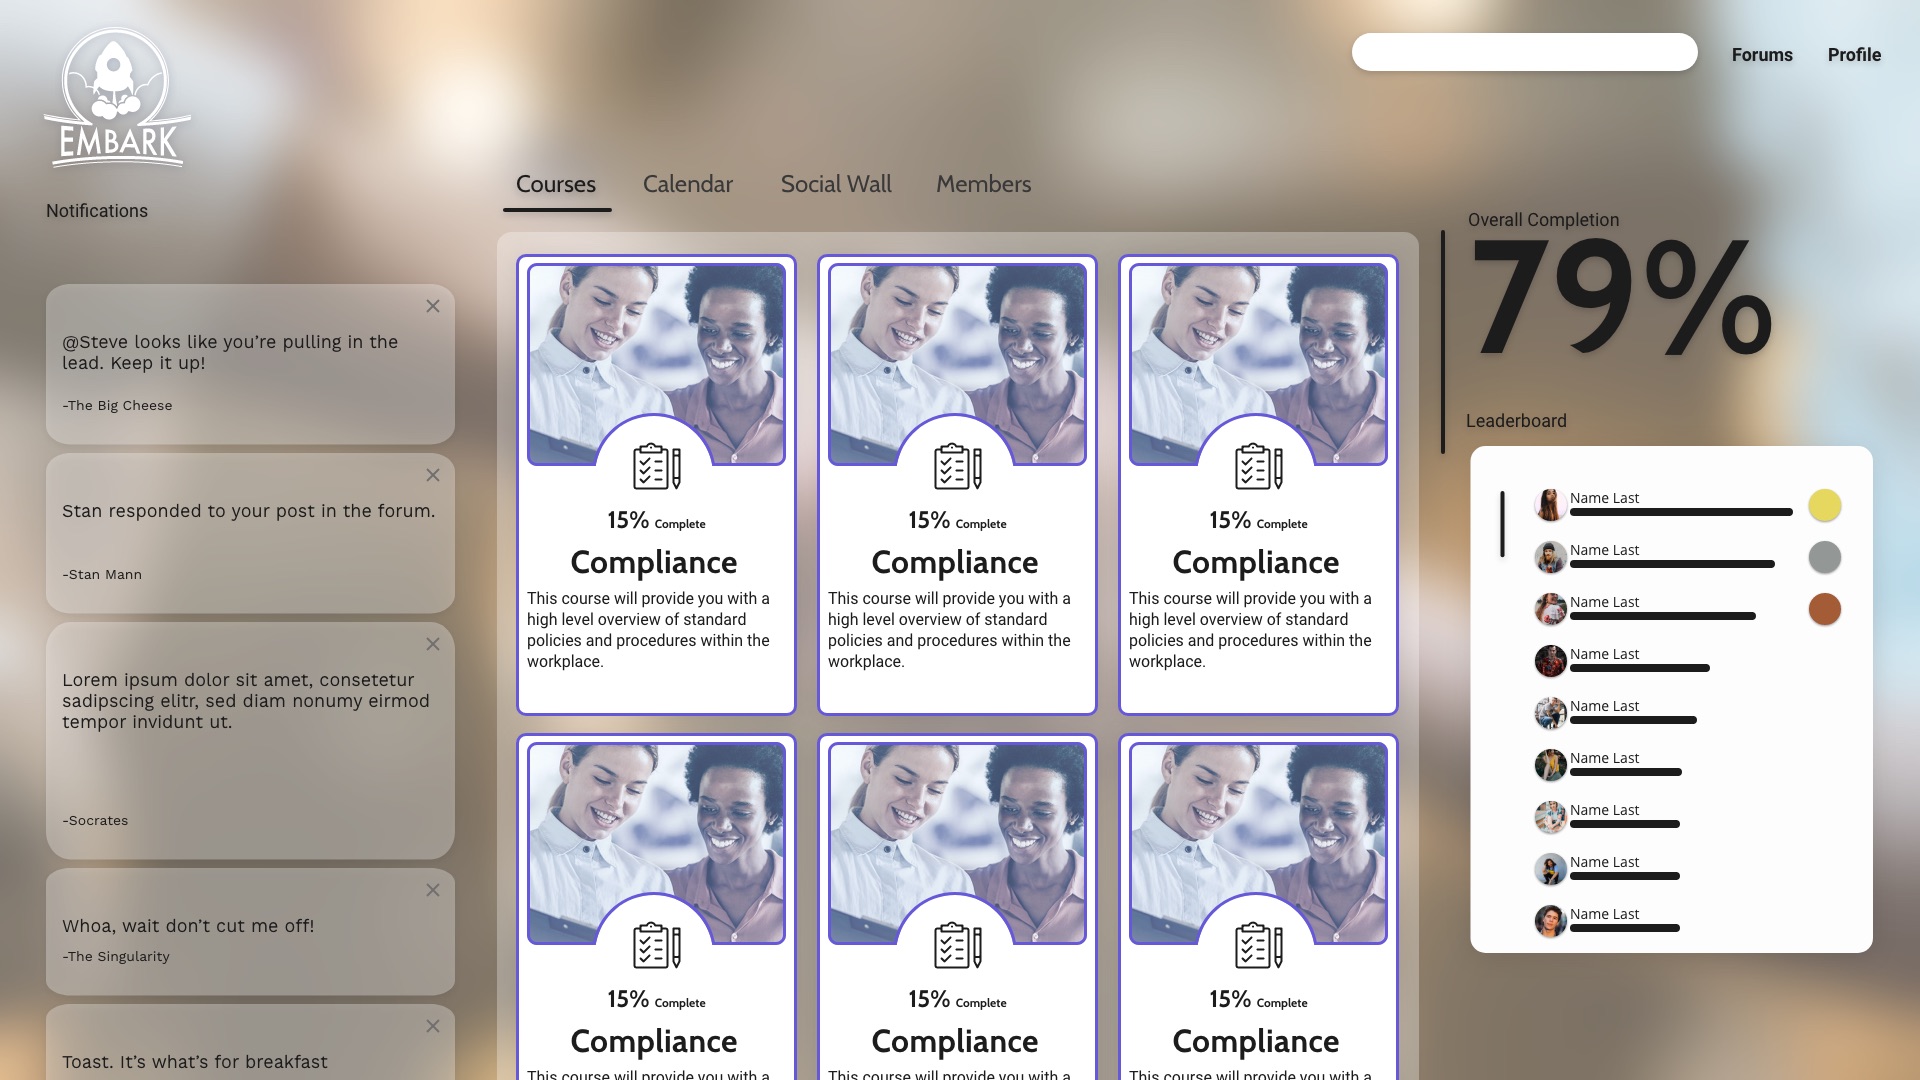 EMBARK
Forums
Profile
Courses
Calendar
Social Wall
Members
Notifications
@Steve looks like you’re pulling in the
lead. Keep it up!
-The Big Cheese
Stan responded to your post in the forum.
-Stan Mann
Lorem ipsum dolor sit amet, consetetur
sadipscing elitr, sed diam nonumy eirmod
tempor invidunt ut.
-Socrates
Whoa, wait don’t cut me off!
-The Singularity
Toast. It’s what’s for breakfast
15% Complete
Compliance
This course will provide you with a
high level overview of standard
policies and procedures within the
workplace.
15% Complete
Compliance
This course will provide you with a
high level overview of standard
policies and procedures within the
workplace.
15% Complete
Compliance
This course will provide you with a
high level overview of standard
policies and procedures within the
workplace.
15% Complete
Compliance
This course will provide you with a
15% Complete
Compliance
This course will provide you with a
15% Complete
Compliance
This course will provide you with a
Overall Completion
79%
Leaderboard
Name Last
Name Last
Name Last
Name Last
Name Last
Name Last
Name Last
Name Last
Name Last